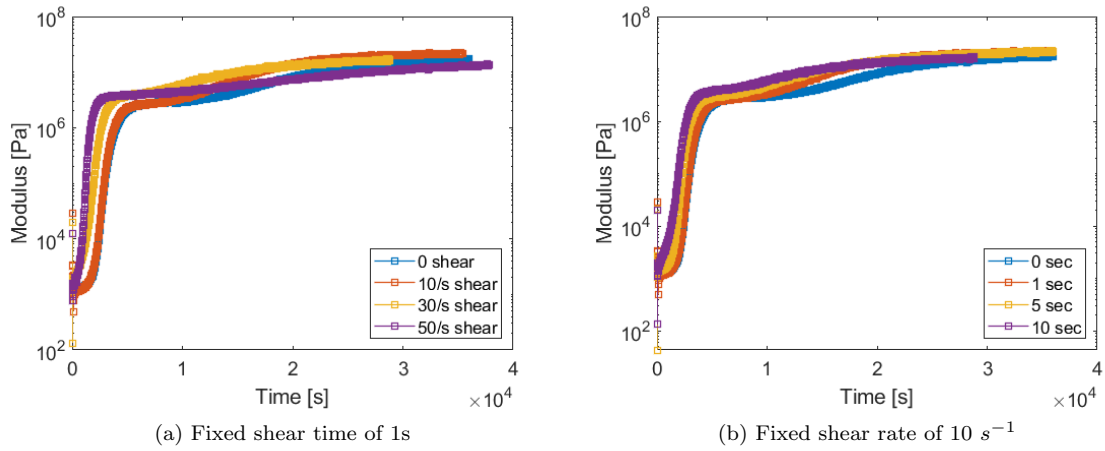 10^8
10^6
10^4
10^2
Modulus [Pa]
0 shear
10/s shear
30/s shear
50/s shear
0 1 2 3 4
Time [s]
×10^4
(a) Fixed shear time of 1s
10^8
10^6
10^4
10^2
Modulus [Pa]
0 sec
1 sec
5 sec
10 sec
0 1 2 3 4
Time [s]
×10^4
(b) Fixed shear rate of 10 s^−1